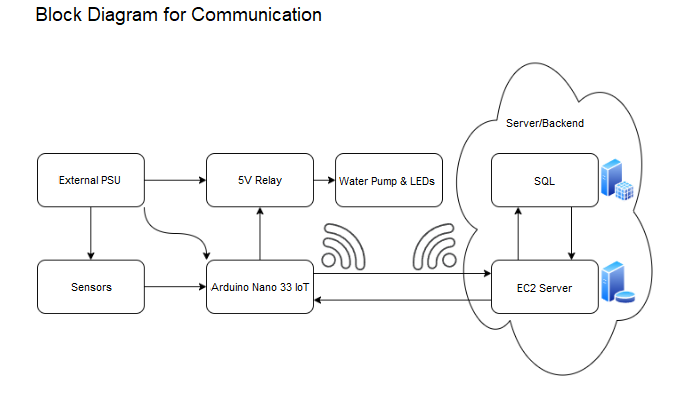 Block Diagram for Communication
Server/Backend
External PSU
5V Relay
Water Pump & LEDs
SQL
Sensors
Arduino Nano 33 IoT
EC2 Server